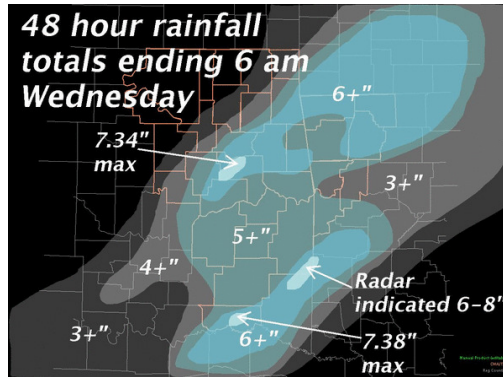 48 hour rainfall
totals ending 6 am
Wednesday
6+"
7.34"
max
3+"
5+"
4+"
Radar
indicated 6-8"
3+"
6+"
7.38"
max